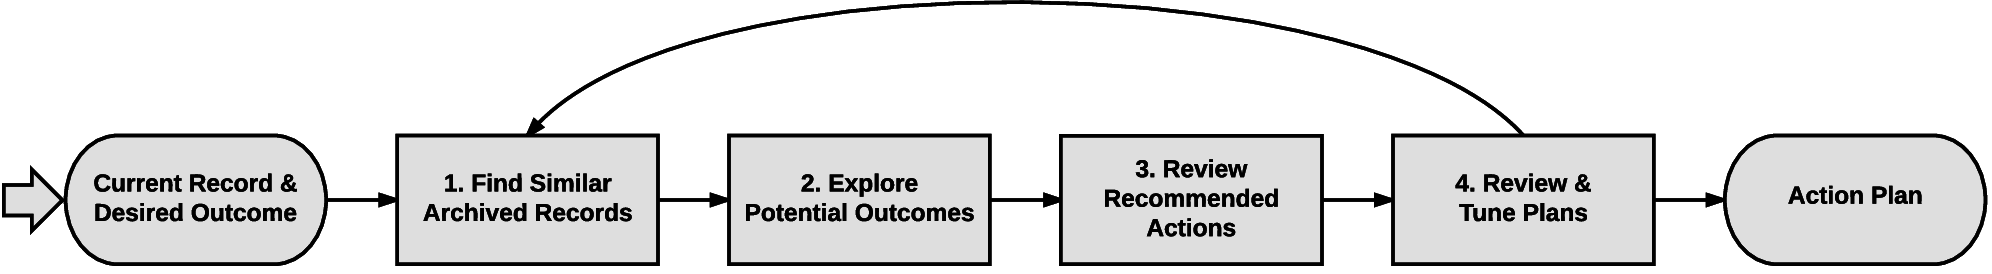 Current Record &
Desired Outcome
1. Find Similar
Archived Records
2. Explore
Potential Outcomes
3. Review
Recommended
Actions
4. Review &
Tune Plans
Action Plan